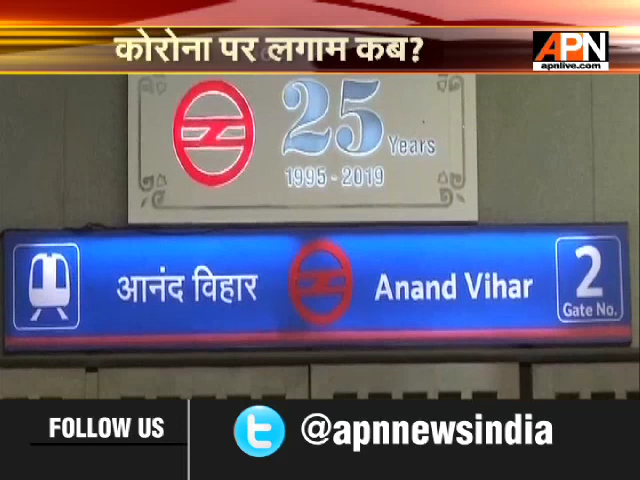 कोरोना पर लगाम कब?
APN
apnlive.com
25
Years
1995 - 2019
आनंद विहार
Anand Vihar
2
Gate No.
FOLLOW US
@apnnewsindia